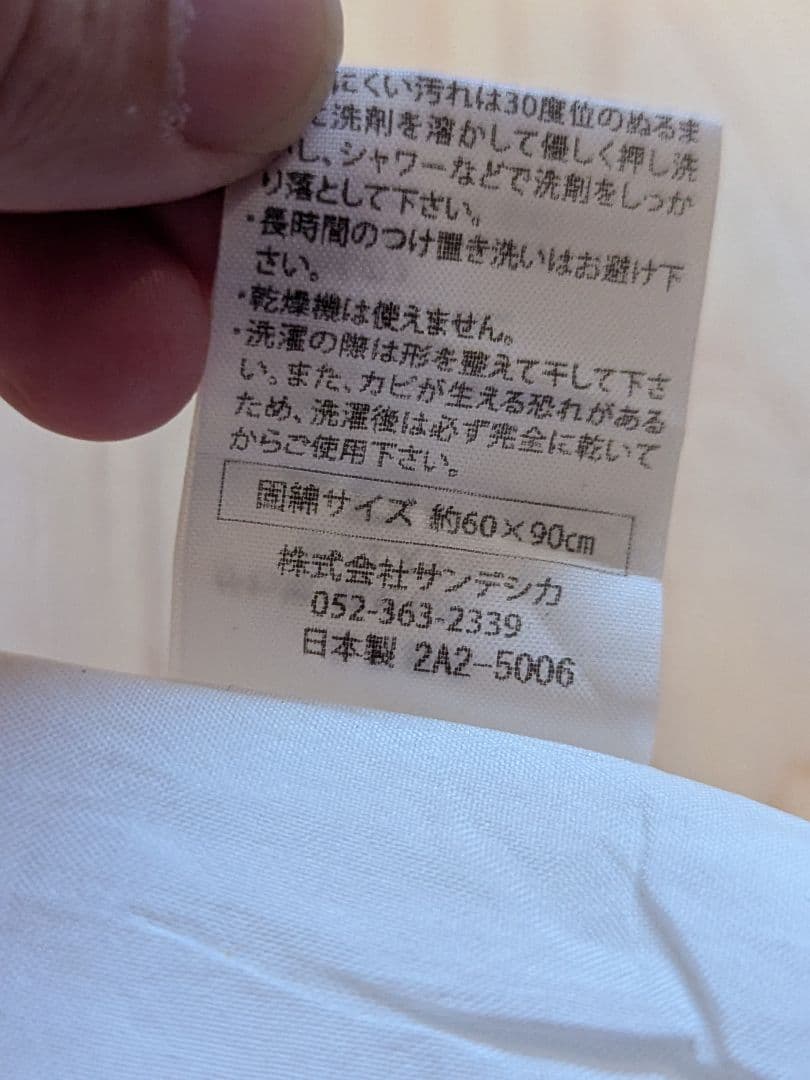 にくい汚れは30度位のぬるま
に洗剤を溶かして優しく押し洗
いし、シャワーなどで洗剤をしっか
り落として下さい。
・長時間のつけ置き洗いはお避け下
さい。
・乾燥機は使えません。
・洗濯の際は形を整えて干して下さ
い。また、カビが生える恐れがある
ため、洗濯後は必ず完全に乾いて
からご使用下さい。
固綿サイズ 約60×90㎝
株式会社サンデシカ
052-363-2339
日本製 2A2-5006